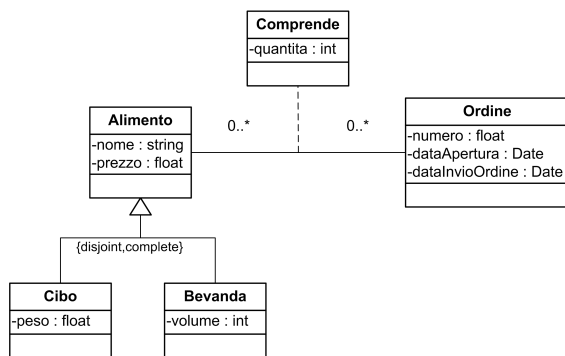 Comprende
-quantita : int
Alimento
-nome : string
-prezzo : float
0..*
0..*
Ordine
-numero : float
-dataApertura : Date
-dataInvioOrdine : Date
{disjoint,complete}
Cibo
-peso : float
Bevanda
-volume : int